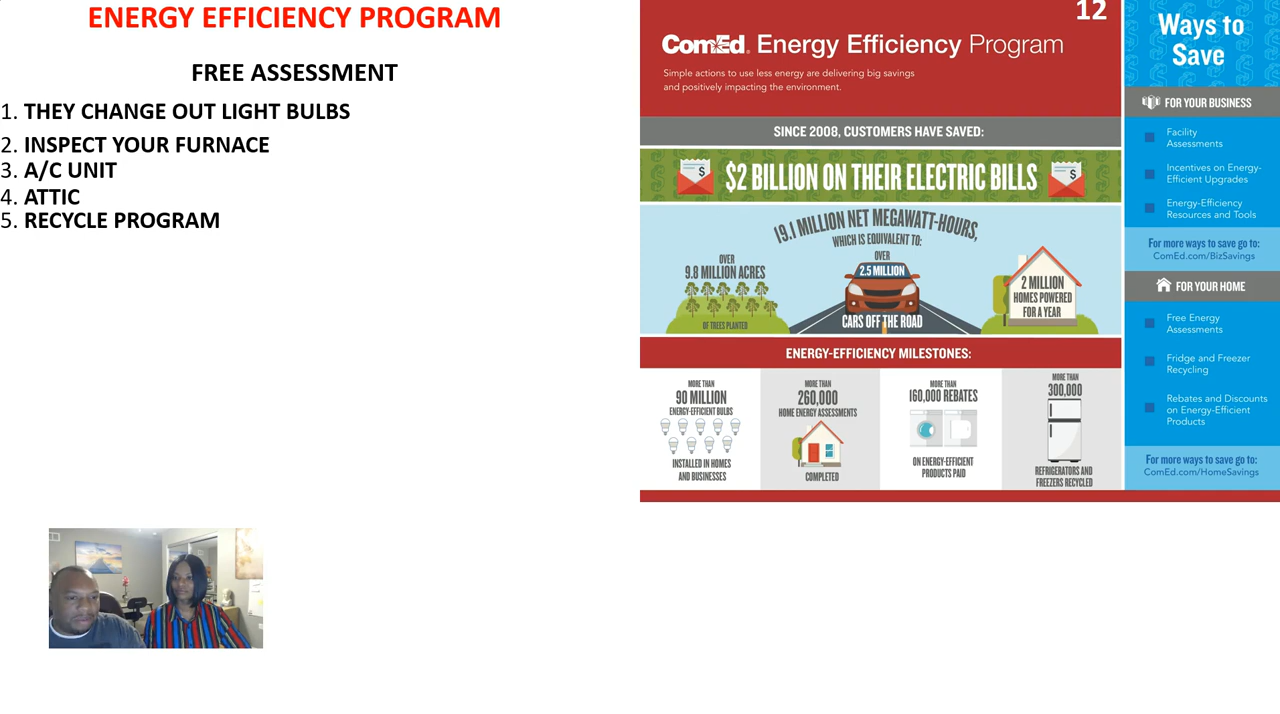 ENERGY EFFICIENCY PROGRAM
FREE ASSESSMENT
1. THEY CHANGE OUT LIGHT BULBS
2. INSPECT YOUR FURNACE
3. A/C UNIT
4. ATTIC
5. RECYCLE PROGRAM
12
ComEd. Energy Efficiency Program
Simple actions to use less energy are delivering big savings
and positively impacting the environment.
SINCE 2008, CUSTOMERS HAVE SAVED:
$
$2 BILLION ON THEIR ELECTRIC BILLS
$
19.1 MILLION NET MEGAWATT-HOURS,
WHICH IS EQUIVALENT TO:
OVER
9.8 MILLION ACRES
OF TREES PLANTED
OVER
2.5 MILLION
CARS OFF THE ROAD
2 MILLION
HOMES POWERED
FOR A YEAR
ENERGY-EFFICIENCY MILESTONES:
MORE THAN
90 MILLION
ENERGY-EFFICIENT BULBS
INSTALLED IN HOMES
AND BUSINESSES
MORE THAN
260,000
HOME ENERGY ASSESSMENTS
COMPLETED
MORE THAN
160,000 REBATES
ON ENERGY-EFFICIENT
PRODUCTS PAID
MORE THAN
300,000
REFRIGERATORS AND
FREEZERS RECYCLED
Ways to
Save
FOR YOUR BUSINESS
Facility
Assessments
Incentives on Energy-
Efficient Upgrades
Energy-Efficiency
Resources and Tools
For more ways to save go to:
ComEd.com/BizSavings
FOR YOUR HOME
Free Energy
Assessments
Fridge and Freezer
Recycling
Rebates and Discounts
on Energy-Efficient
Products
For more ways to save go to:
ComEd.com/HomeSavings